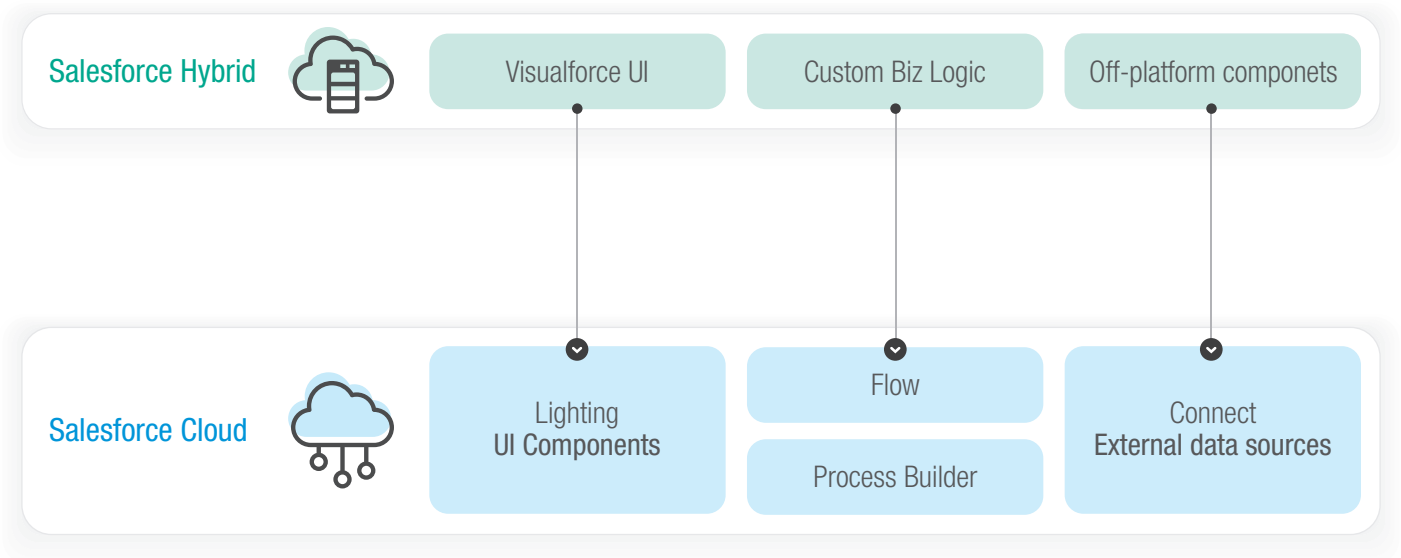 Salesforce Hybrid
Visualforce UI
Custom Biz Logic
Off-platform componets
Salesforce Cloud
Lighting
UI Components
Flow
Process Builder
Connect
External data sources